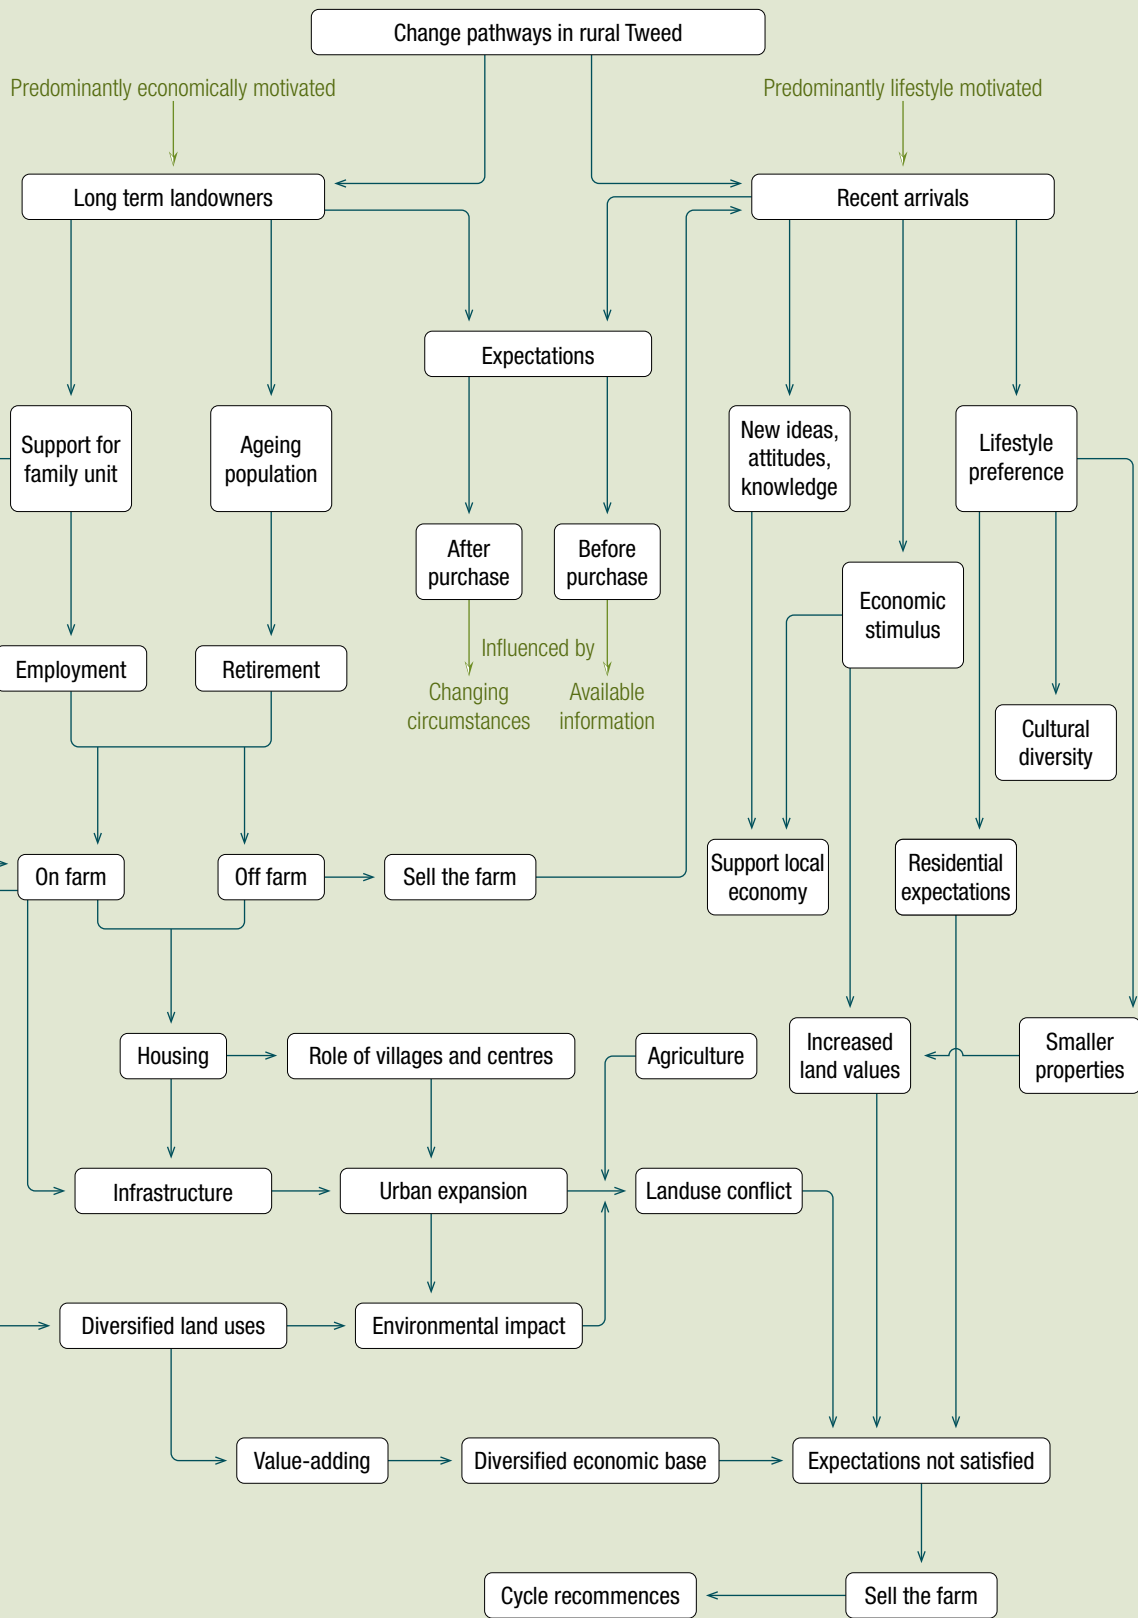 Change pathways in rural Tweed
Predominantly economically motivated
Predominantly lifestyle motivated
Long term landowners
Recent arrivals
Expectations
Support for
family unit
Ageing
population
New ideas,
attitudes,
knowledge
Lifestyle
preference
After
purchase
Before
purchase
Economic
stimulus
Influenced by
Employment
Retirement
Changing
circumstances
Available
information
Cultural
diversity
On farm
Off farm
Sell the farm
Support local
economy
Residential
expectations
Housing
Role of villages and centres
Agriculture
Increased
land values
Smaller
properties
Infrastructure
Urban expansion
Landuse conflict
Diversified land uses
Environmental impact
Value-adding
Diversified economic base
Expectations not satisfied
Cycle recommences
Sell the farm